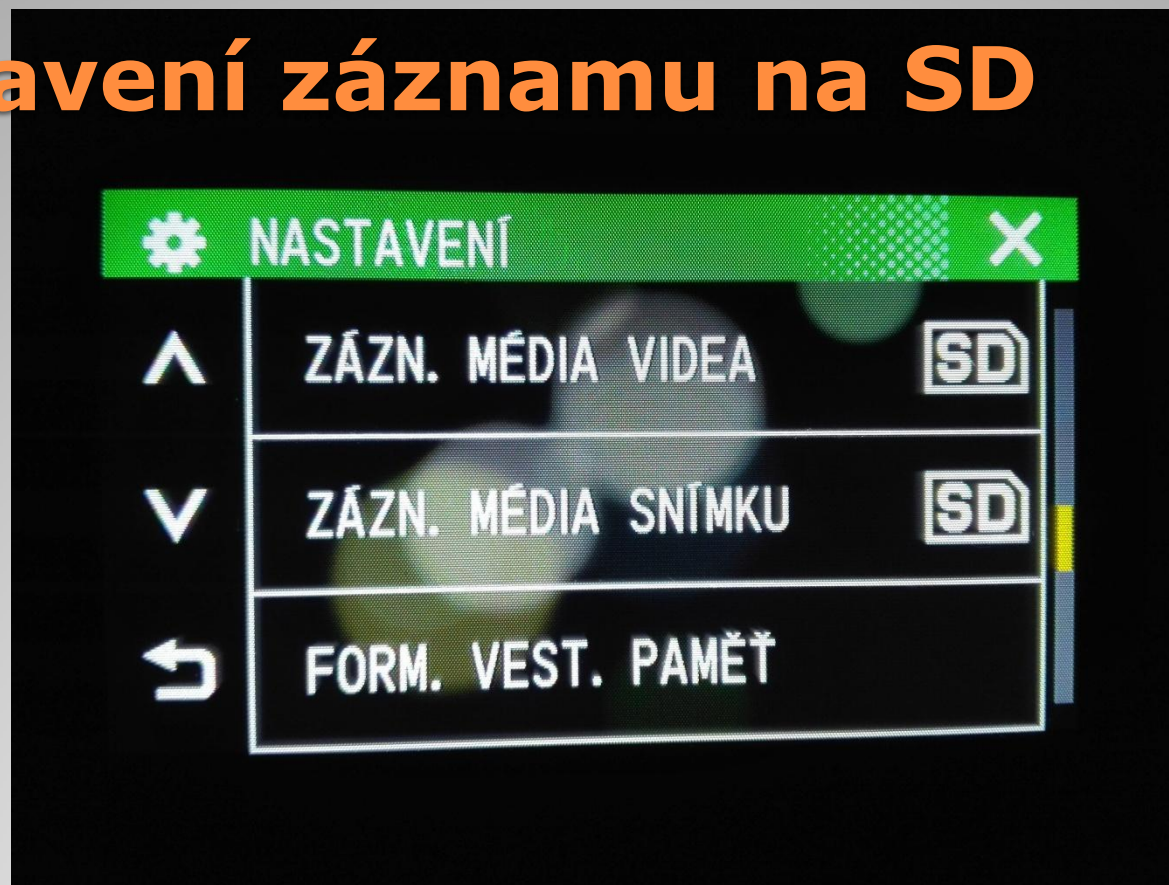 avení záznamu na SD
NASTAVENÍ
ZÁZN. MÉDIA VIDEA SD
ZÁZN. MÉDIA SNÍMKU SD
FORM. VEST. PAMĚŤ